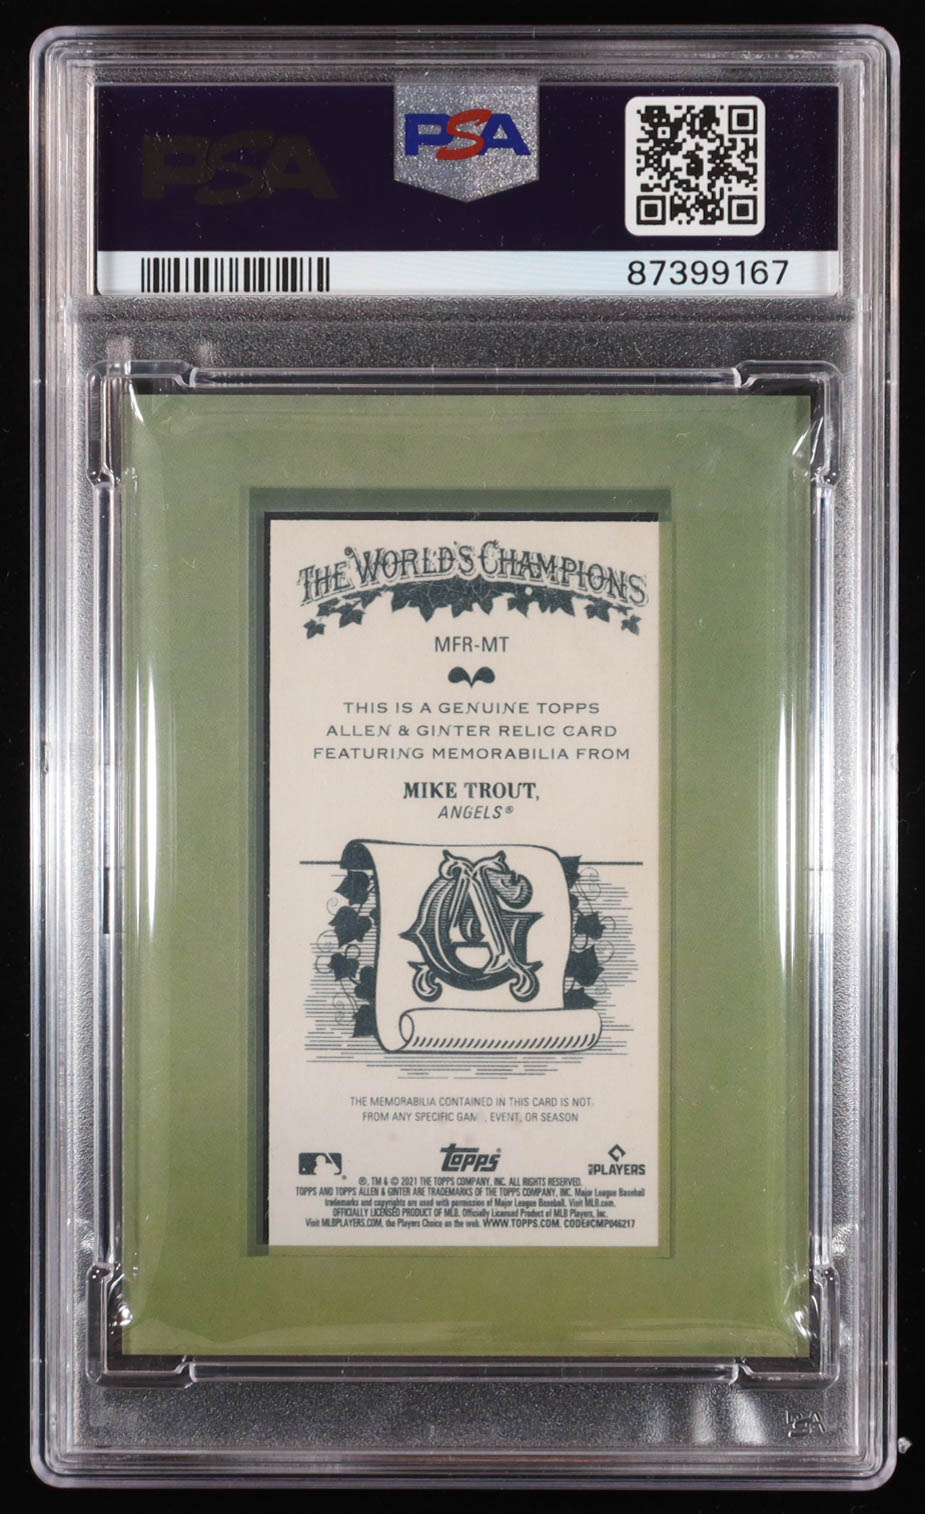 PSA
PSA
87399167
THE WORLD'S CHAMPIONS
MFR-MT
THIS IS A GENUINE TOPPS
ALLEN & GINTER RELIC CARD
FEATURING MEMORABILIA FROM
MIKE TROUT,
ANGELS®
AG
THE MEMORABILIA CONTAINED IN THIS CARD IS NOT
FROM ANY SPECIFIC GAM , EVENT, OR SEASON
topps®
MLB PLAYERS
®, TM & © 2021 THE TOPPS COMPANY, INC. ALL RIGHTS RESERVED.
TOPPS AND TOPPS ALLEN & GINTER ARE TRADEMARKS OF THE TOPPS COMPANY, INC. Major League Baseball
trademarks and copyrights are used with permission of Major League Baseball. Visit MLB.com.
OFFICIALLY LICENSED PRODUCT OF MLB. Officially Licensed Product of MLB Players, Inc.
Visit MLBPLAYERS.COM, the Players Choice on the web. WWW.TOPPS.COM. CODE#CMP046217
PSA